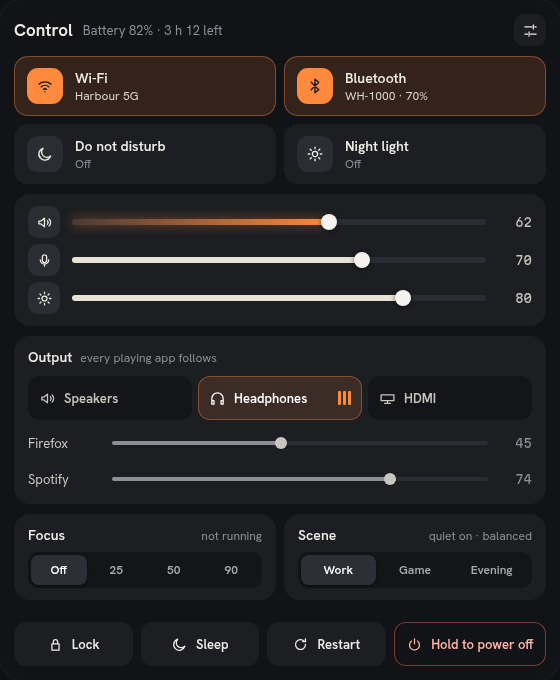 Control Battery 82% · 3 h 12 left
Wi-Fi
Harbour 5G
Bluetooth
WH-1000 · 70%
Do not disturb
Off
Night light
Off
62
70
80
Output every playing app follows
Speakers
Headphones
HDMI
Firefox 45
Spotify 74
Focus not running
Off 25 50 90
Scene quiet on · balanced
Work Game Evening
Lock
Sleep
Restart
Hold to power off